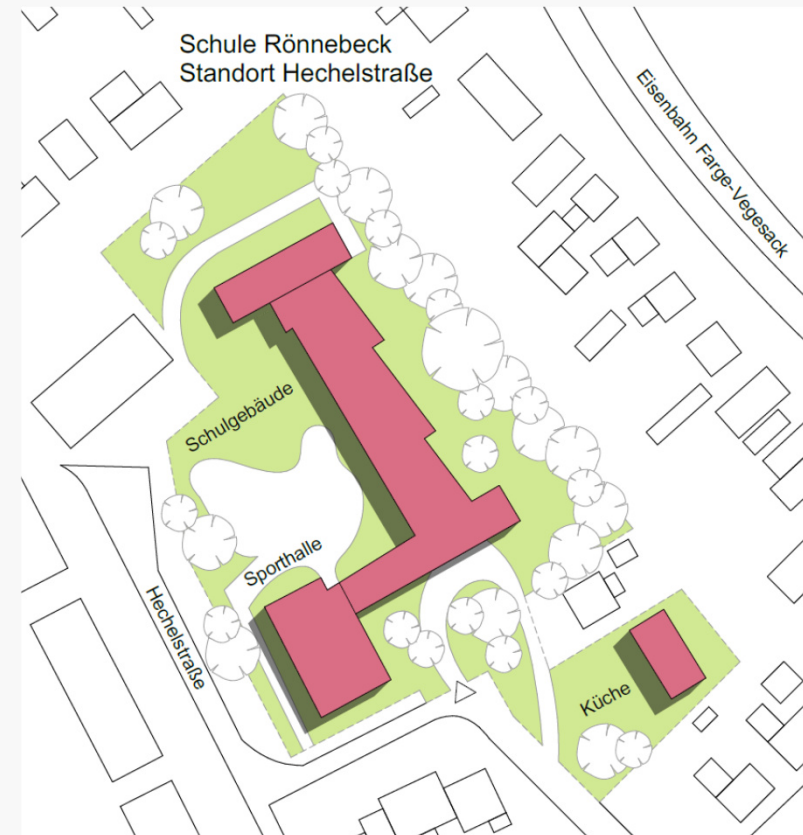 Schule Rönnebeck
Standort Hechelstraße
Eisenbahn Farge-Vegesack
Schulgebäude
Sporthalle
Hechelstraße
Küche